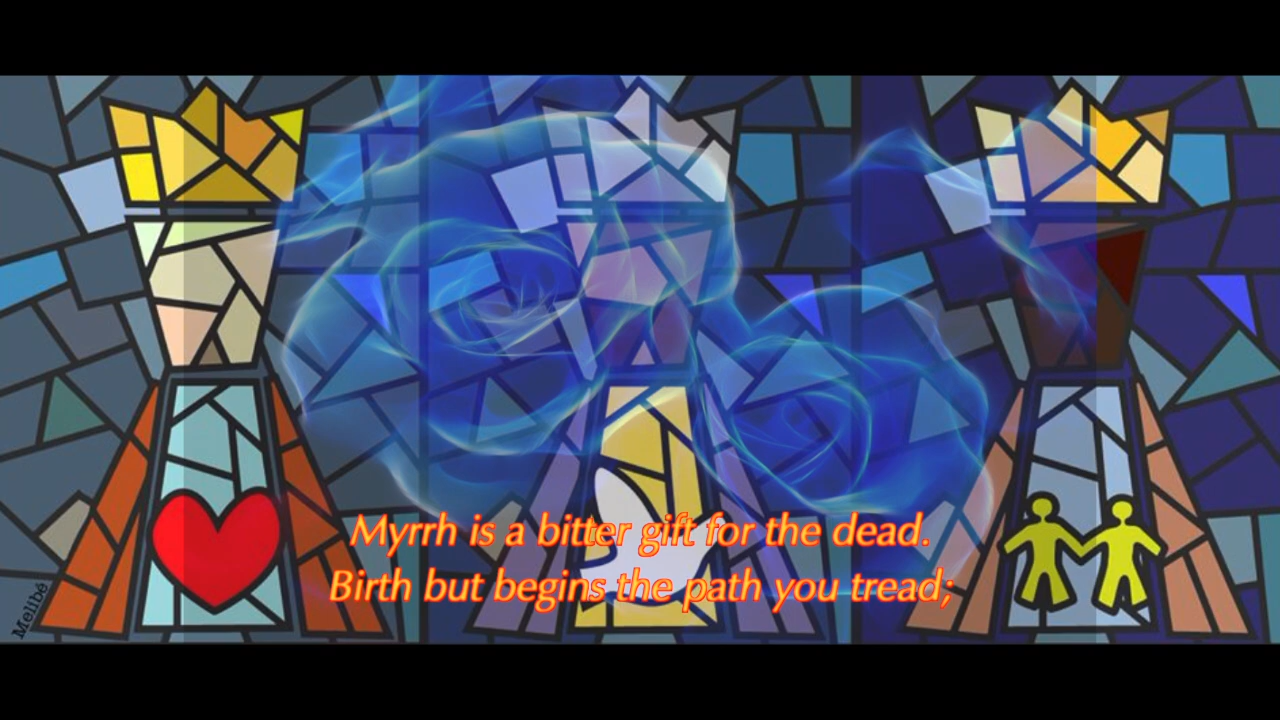 Myrrh is a bitter gift for the dead.
Birth but begins the path you tread;
Melibé